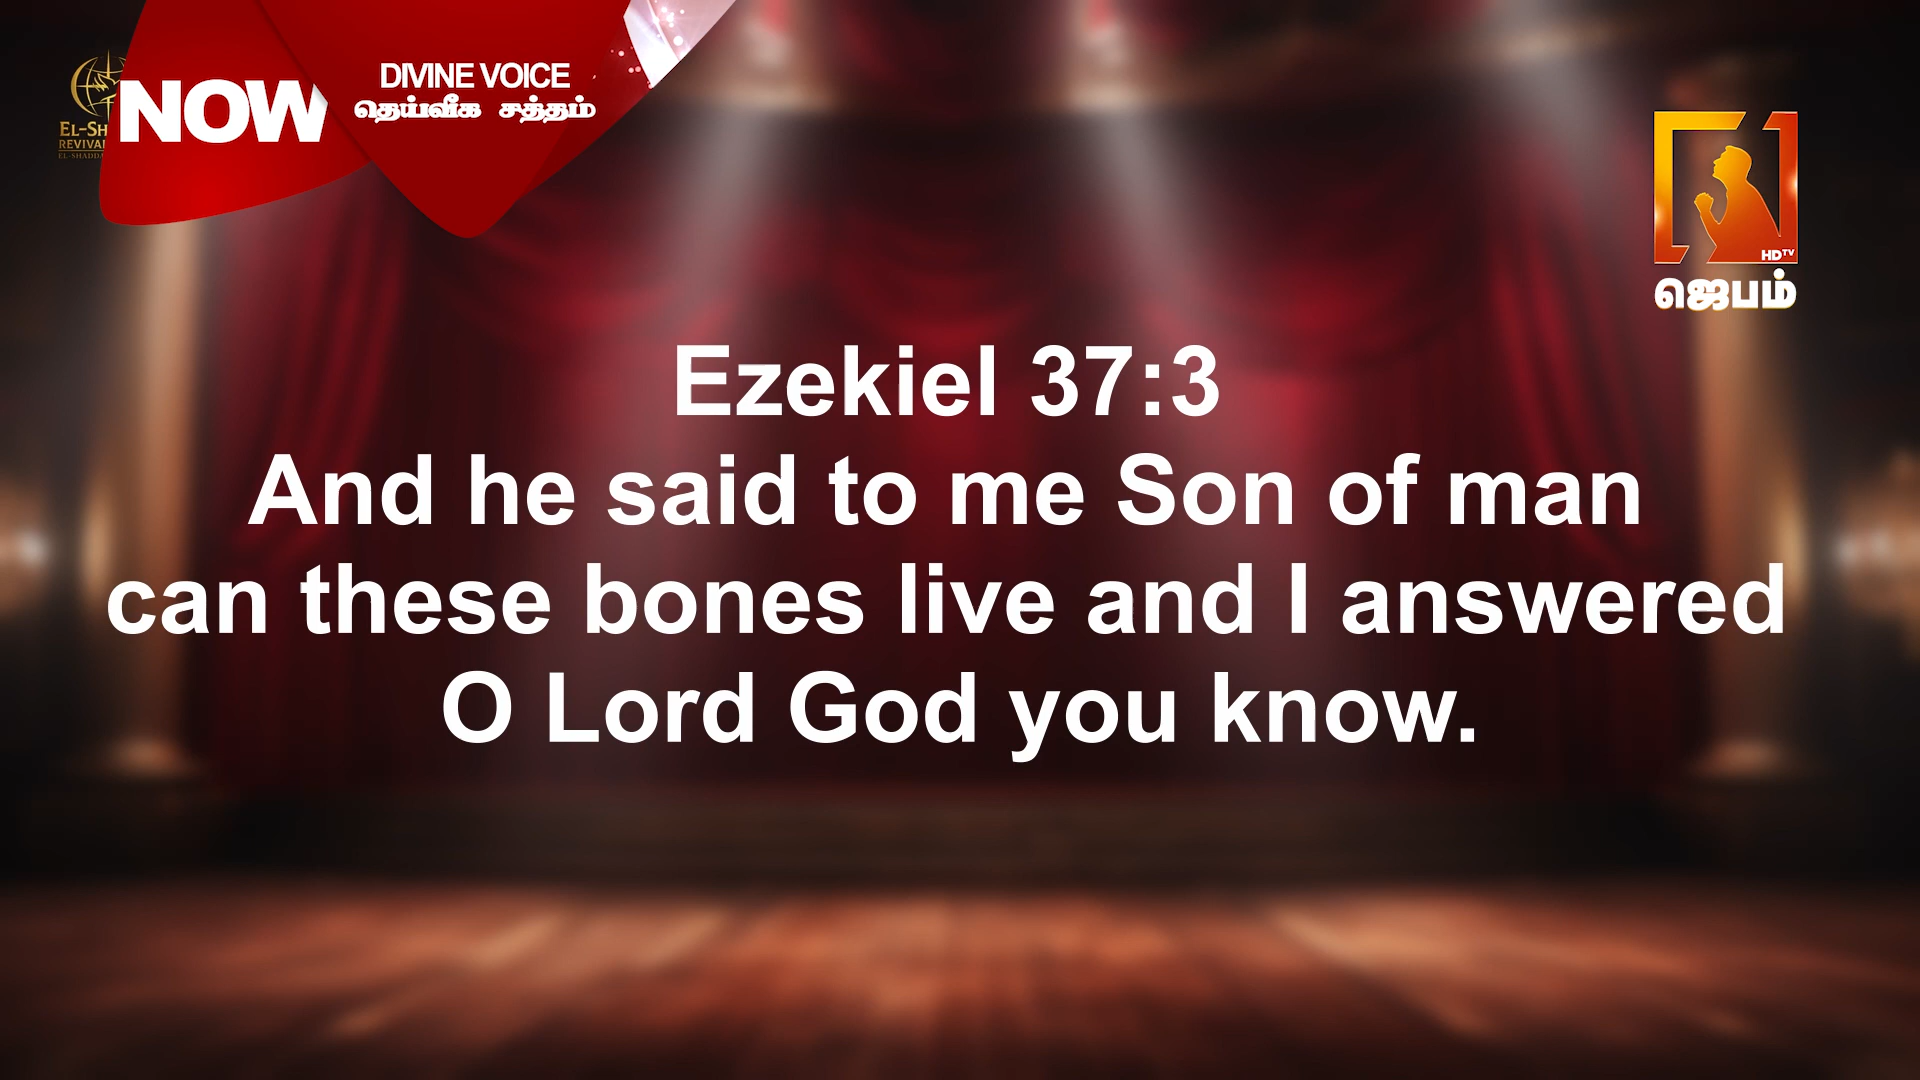 NOW
DIVINE VOICE
தெய்வீக சத்தம்
HD TV
ஜெபம்
Ezekiel 37:3
And he said to me Son of man
can these bones live and I answered
O Lord God you know.